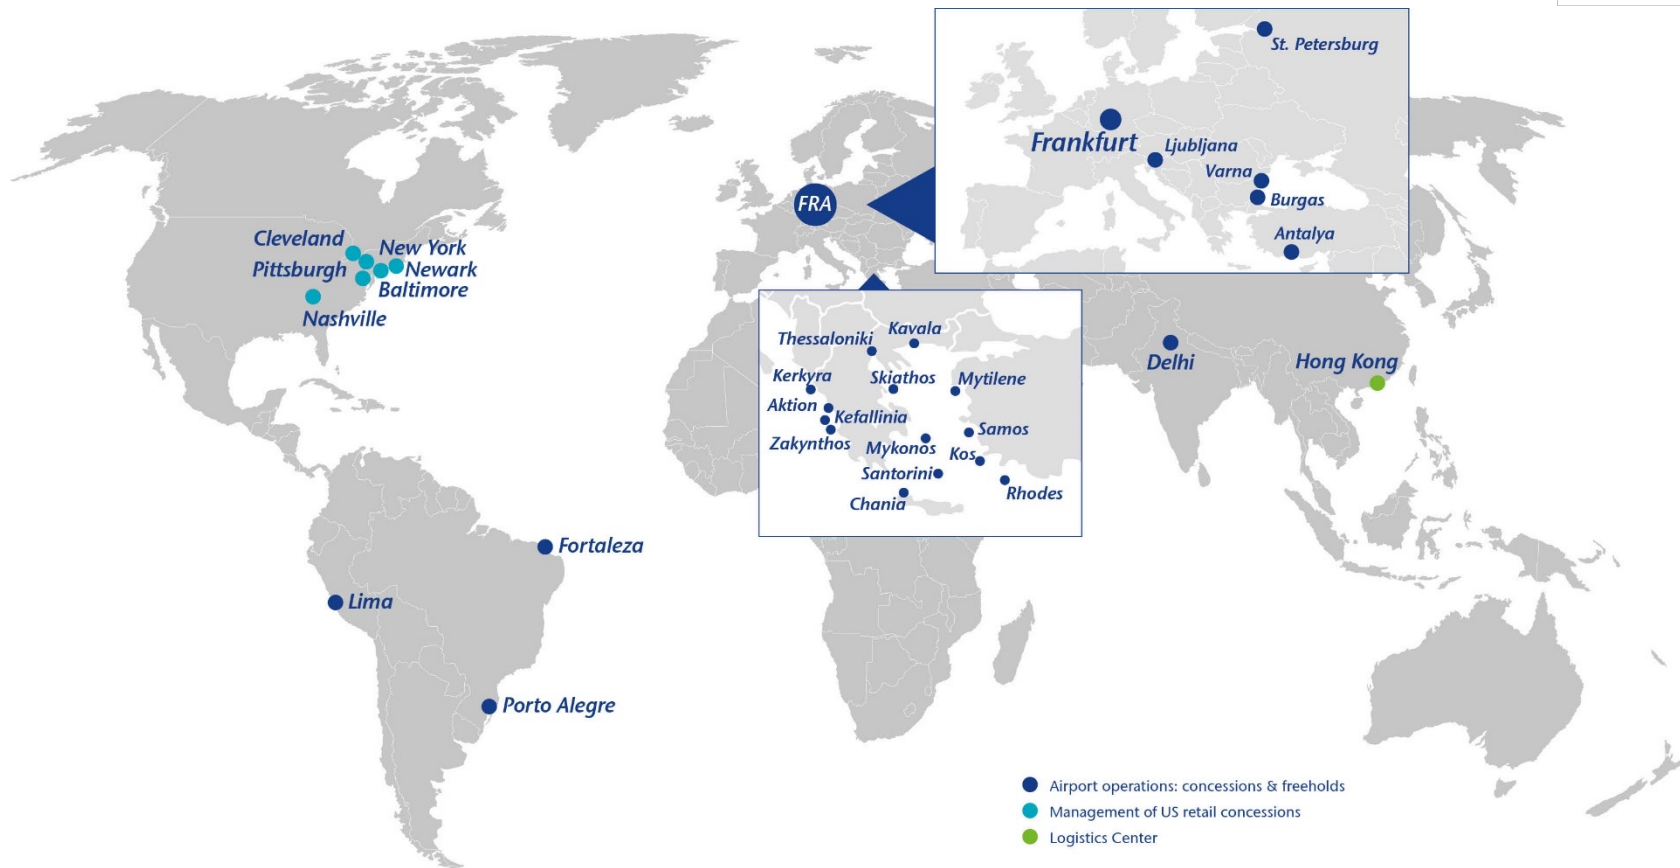 St. Petersburg
Frankfurt
Ljubljana
Varna
Burgas
Antalya
FRA
Cleveland
New York
Pittsburgh
Newark
Baltimore
Nashville
Thessaloniki
Kavala
Kerkyra
Skiathos
Mytilene
Aktion
Kefallinia
Zakynthos
Mykonos
Samos
Kos
Santorini
Rhodes
Chania
Delhi
Hong Kong
Fortaleza
Lima
Porto Alegre
Airport operations: concessions & freeholds
Management of US retail concessions
Logistics Center